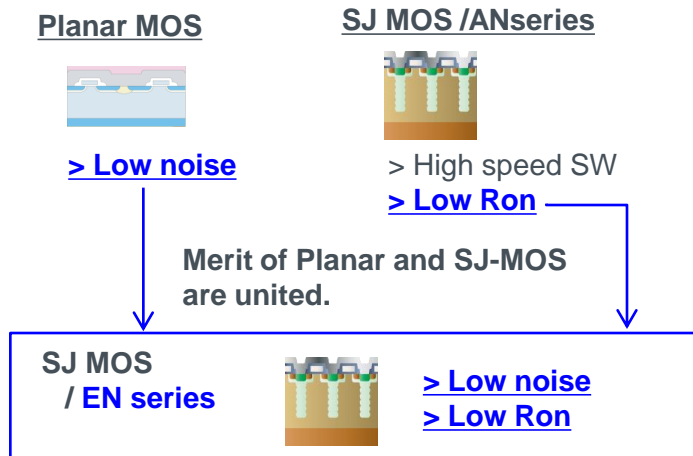 Planar MOS
SJ MOS /ANseries
> Low noise
> High speed SW
> Low Ron
Merit of Planar and SJ-MOS
are united.
SJ MOS
/ EN series
> Low noise
> Low Ron